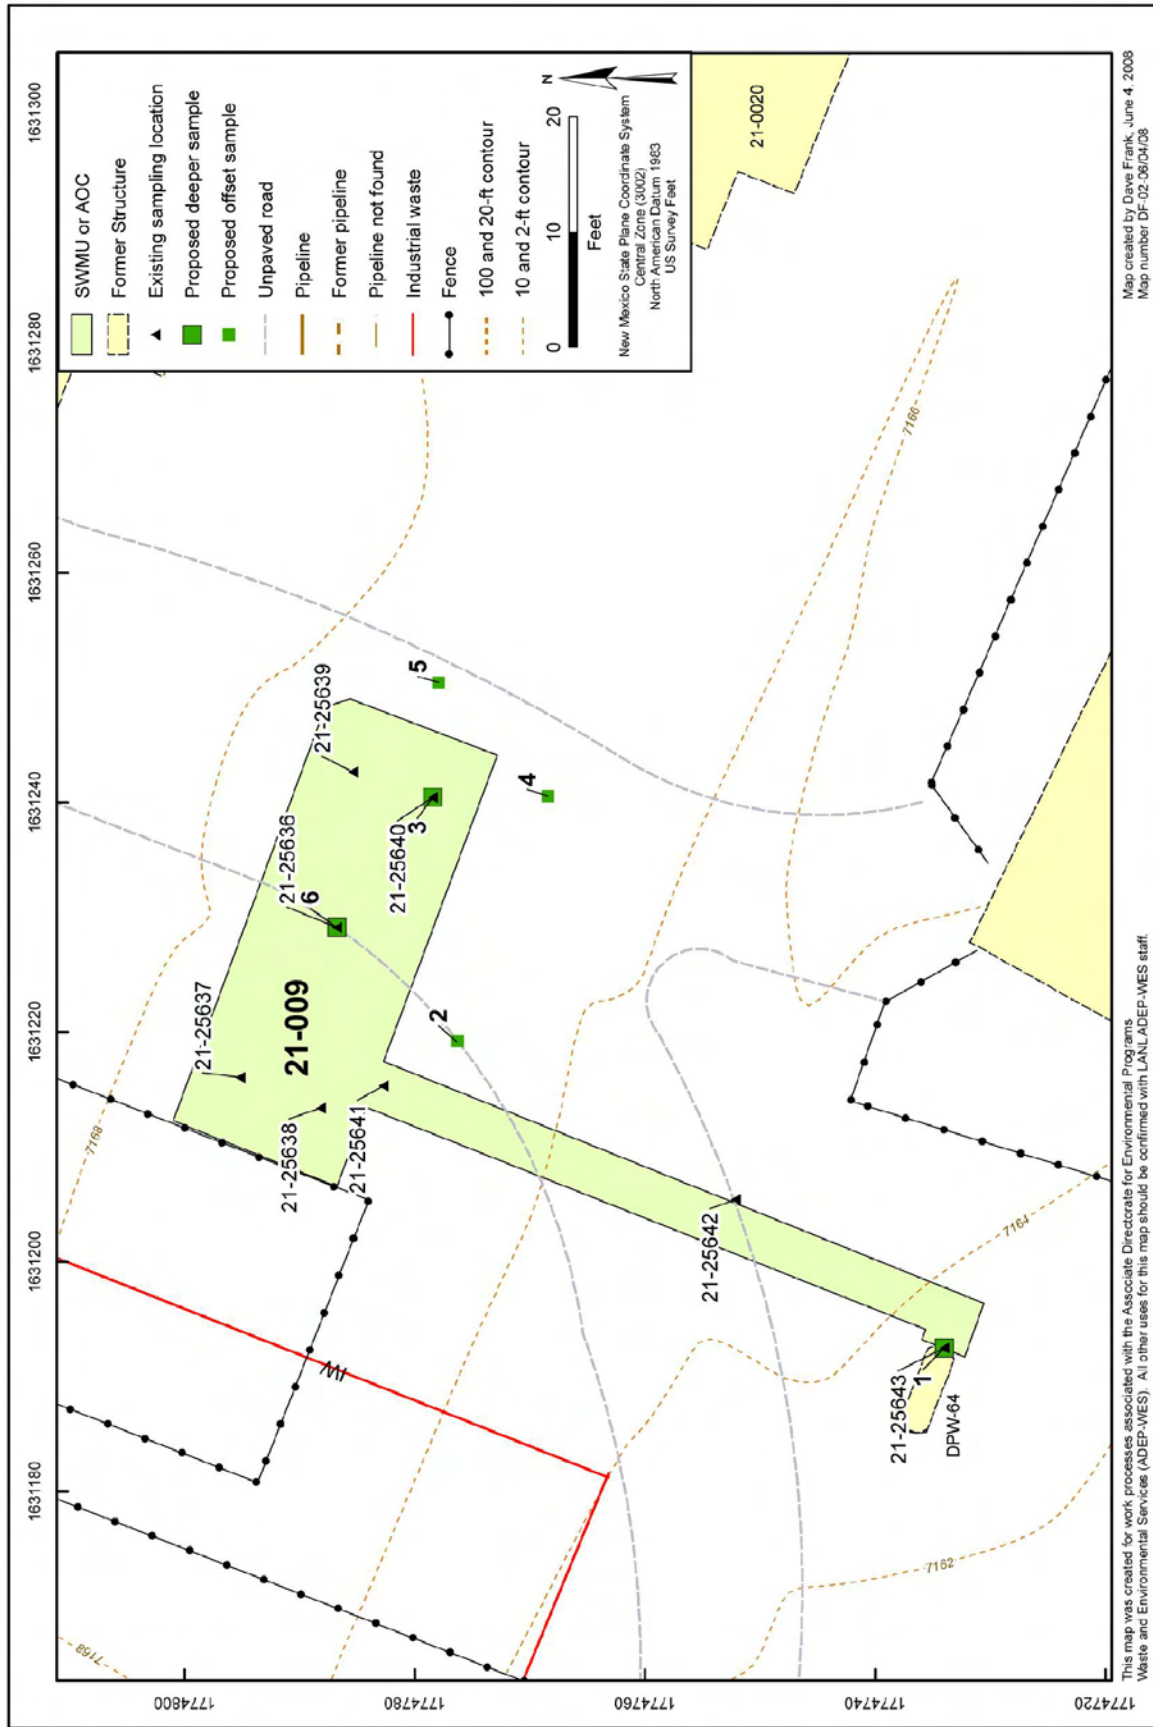 1631180
1631200
1631220
1631240
1631260
1631280
1631300
1774800
1774780
1774760
1774740
1774720
SWMU or AOC
Former Structure
Existing sampling location
Proposed deeper sample
Proposed offset sample
Unpaved road
Pipeline
Former pipeline
Pipeline not found
Industrial waste
Fence
100 and 20-ft contour
10 and 2-ft contour
0 10 20
Feet
N
New Mexico State Plane Coordinate System
Central Zone (3002)
North American Datum 1983
US Survey Feet
7168
7168
IW
21-25637
21-009
21-25638
21-25641
21-25636
6
21-25639
21-25640
3
5
4
2
21-25642
21-25643
1
DPW-64
7162
7164
7166
21-0020
This map was created for work processes associated with the Associate Directorate for Environmental Programs
Waste and Environmental Services (ADEP-WES). All other uses for this map should be confirmed with LANL ADEP-WES staff.
Map created by Dave Frank, June 4, 2008
Map number DF-02-06/04/08